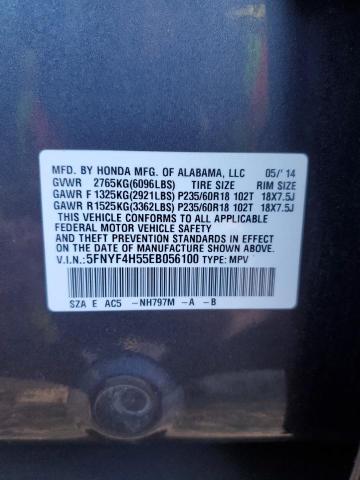 MFD. BY HONDA MFG. OF ALABAMA, LLC 05/'14
GVWR 2765KG(6096LBS) TIRE SIZE RIM SIZE
GAWR F 1325KG(2921LBS) P235/60R18 102T 18X7.5J
GAWR R 1525KG(3362LBS) P235/60R18 102T 18X7.5J
THIS VEHICLE CONFORMS TO ALL APPLICABLE
FEDERAL MOTOR VEHICLE SAFETY STANDARDS IN
EFFECT ON THE DATE OF MANUFACTURE SHOWN ABOVE.
V.I.N.: 5FNYF4H55EB056100 TYPE: MPV
SZA E AC5 -NH797M -A -B